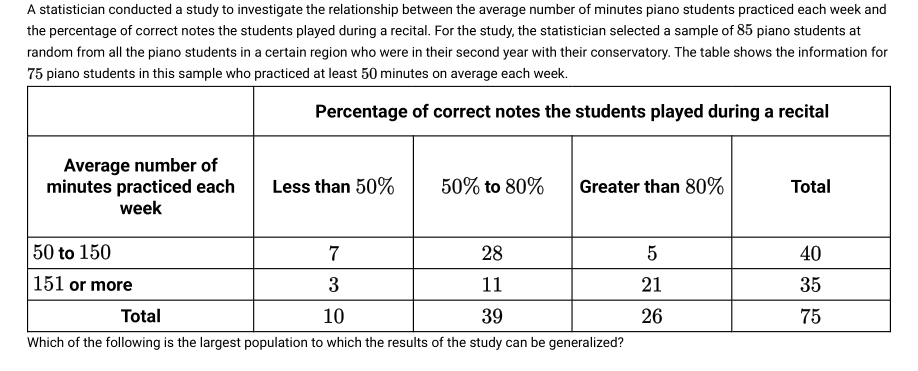 A statistician conducted a study to investigate the relationship between the average number of minutes piano students practiced each week and
the percentage of correct notes the students played during a recital. For the study, the statistician selected a sample of 85 piano students at
random from all the piano students in a certain region who were in their second year with their conservatory. The table shows the information for
75 piano students in this sample who practiced at least 50 minutes on average each week.
Percentage of correct notes the students played during a recital
Average number of
minutes practiced each
week
Less than 50%
50% to 80%
Greater than 80%
Total
50 to 150 7 28 5 40
151 or more 3 11 21 35
Total 10 39 26 75
Which of the following is the largest population to which the results of the study can be generalized?